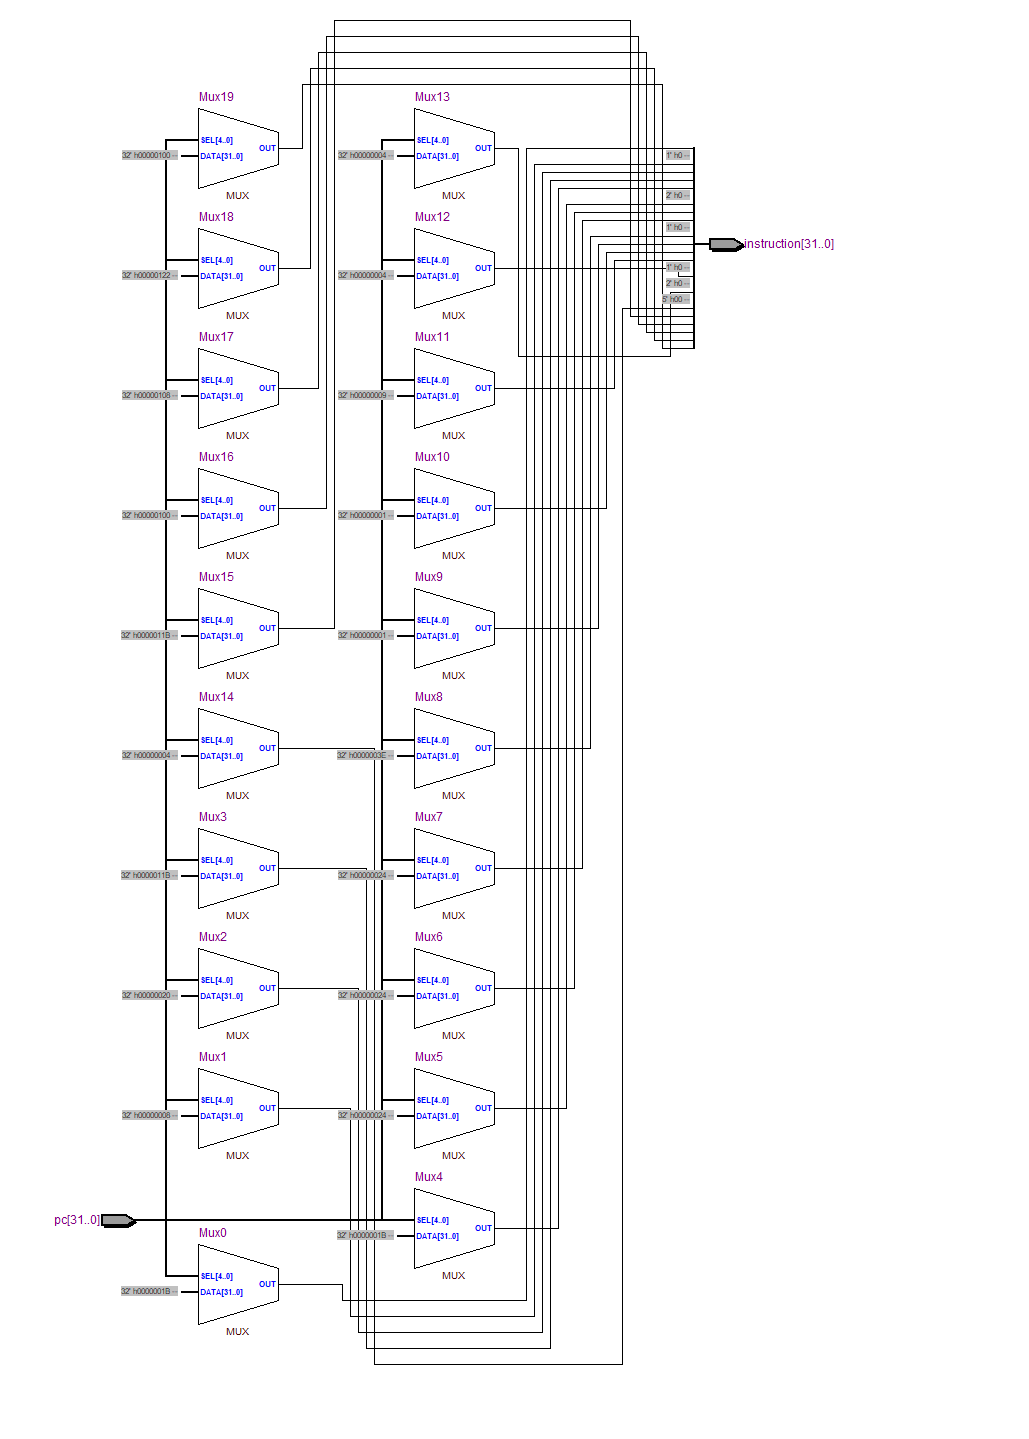 Mux19
SEL[4..0]
OUT
32' h00000100 --
DATA[31..0]
MUX
Mux18
SEL[4..0]
OUT
32' h00000122 --
DATA[31..0]
MUX
Mux17
SEL[4..0]
OUT
32' h00000108 --
DATA[31..0]
MUX
Mux16
SEL[4..0]
OUT
32' h00000100 --
DATA[31..0]
MUX
Mux15
SEL[4..0]
OUT
32' h0000011B --
DATA[31..0]
MUX
Mux14
SEL[4..0]
OUT
32' h00000004 --
DATA[31..0]
MUX
Mux3
SEL[4..0]
OUT
32' h0000011B --
DATA[31..0]
MUX
Mux2
SEL[4..0]
OUT
32' h00000020 --
DATA[31..0]
MUX
Mux1
SEL[4..0]
OUT
32' h00000008 --
DATA[31..0]
MUX
pc[31..0]
Mux0
SEL[4..0]
OUT
32' h0000001B --
DATA[31..0]
MUX
Mux13
SEL[4..0]
OUT
32' h00000004 --
DATA[31..0]
MUX
Mux12
SEL[4..0]
OUT
32' h00000004 --
DATA[31..0]
MUX
Mux11
SEL[4..0]
OUT
32' h00000009 --
DATA[31..0]
MUX
Mux10
SEL[4..0]
OUT
32' h00000001 --
DATA[31..0]
MUX
Mux9
SEL[4..0]
OUT
32' h00000001 --
DATA[31..0]
MUX
Mux8
SEL[4..0]
OUT
32' h0000003E --
DATA[31..0]
MUX
Mux7
SEL[4..0]
OUT
32' h00000024 --
DATA[31..0]
MUX
Mux6
SEL[4..0]
OUT
32' h00000024 --
DATA[31..0]
MUX
Mux5
SEL[4..0]
OUT
32' h00000024 --
DATA[31..0]
MUX
Mux4
SEL[4..0]
OUT
32' h0000001B --
DATA[31..0]
MUX
1' h0 --
2' h0 --
1' h0 --
instruction[31..0]
1' h0 --
2' h0 --
5' h00 --